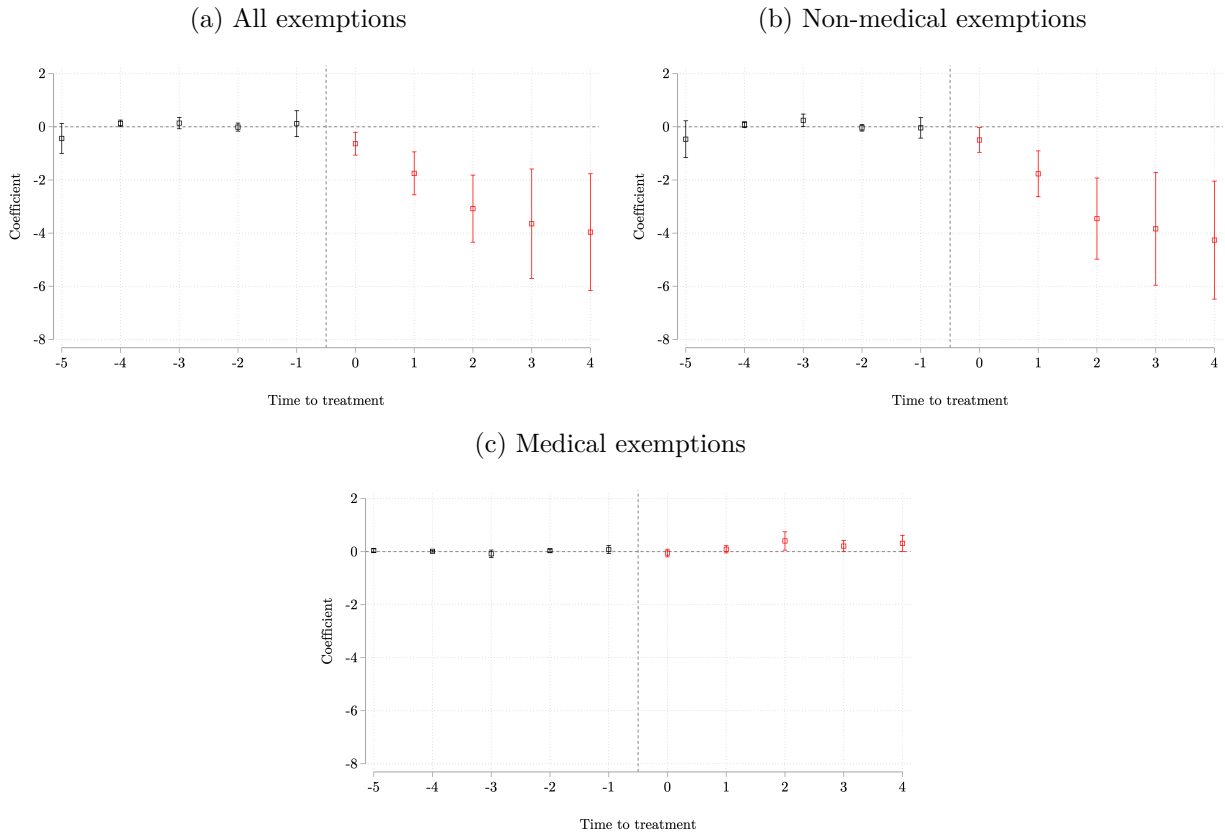 (a) All exemptions
2
0
-2
-4
-6
-8
Coefficient
-5 -4 -3 -2 -1 0 1 2 3 4
Time to treatment
(b) Non-medical exemptions
2
0
-2
-4
-6
-8
Coefficient
-5 -4 -3 -2 -1 0 1 2 3 4
Time to treatment
(c) Medical exemptions
2
0
-2
-4
-6
-8
Coefficient
-5 -4 -3 -2 -1 0 1 2 3 4
Time to treatment